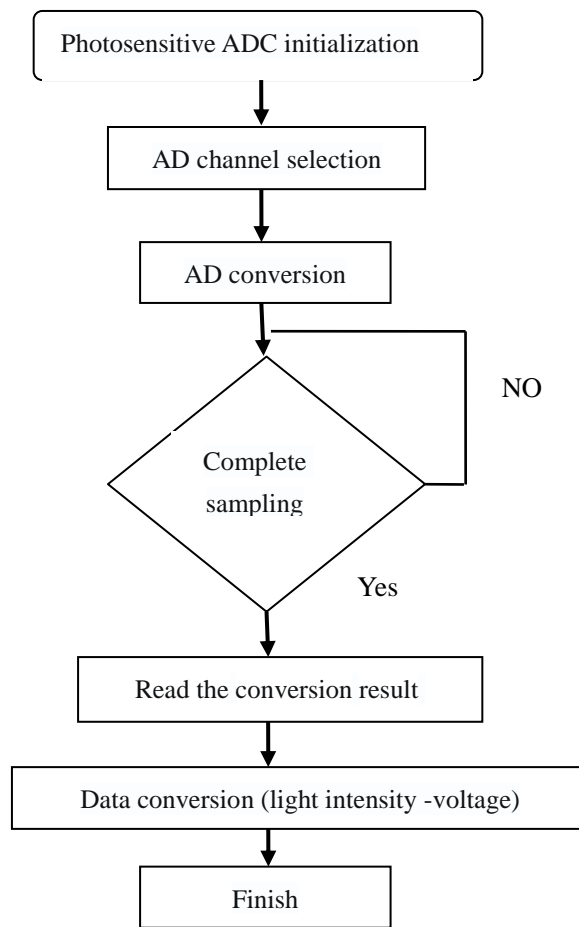 Photosensitive ADC initialization
AD channel selection
AD conversion
NO
Complete
sampling
Yes
Read the conversion result
Data conversion (light intensity -voltage)
Finish